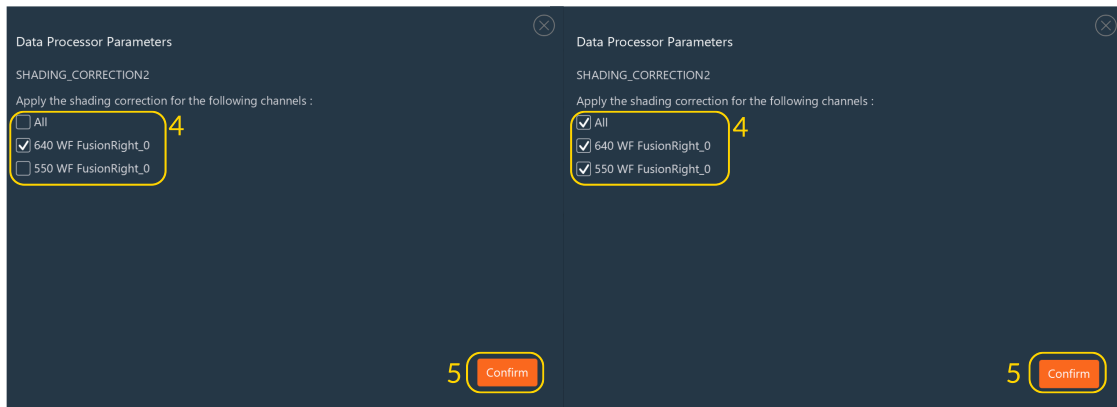 Data Processor Parameters
SHADING_CORRECTION2
Apply the shading correction for the following channels :
All
4
640 WF FusionRight_0
550 WF FusionRight_0
5
Confirm
Data Processor Parameters
SHADING_CORRECTION2
Apply the shading correction for the following channels :
All
4
640 WF FusionRight_0
550 WF FusionRight_0
5
Confirm